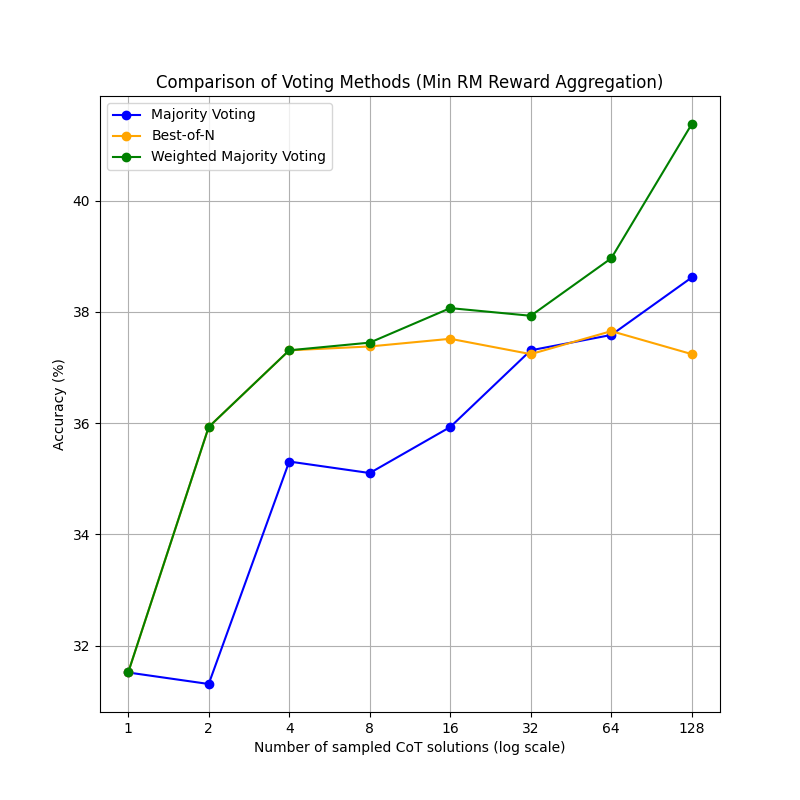 Comparison of Voting Methods (Min RM Reward Aggregation)
Majority Voting
Best-of-N
Weighted Majority Voting
Accuracy (%)
40
38
36
34
32
1 2 4 8 16 32 64 128
Number of sampled CoT solutions (log scale)